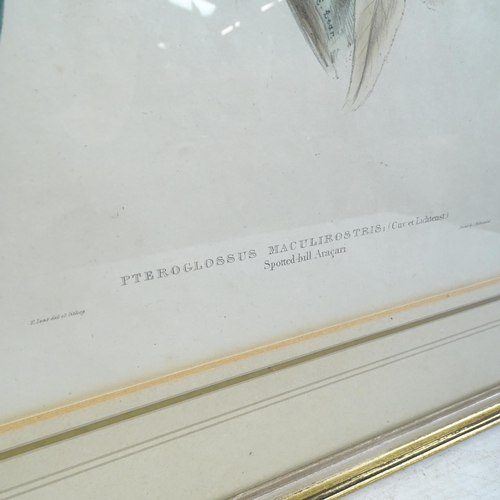 PTEROGLOSSUS MACULIROSTRIS; (Cuv et Lichtenst)
Spotted-bill Araçari